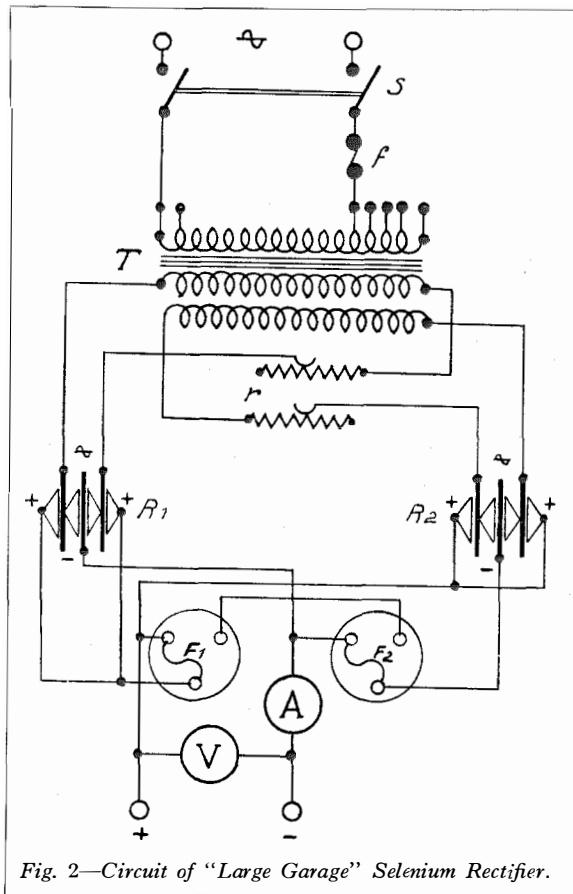 S
f
T
r
+ + R1
R2 + +
- -
F1 F2
A
V
+ -
Fig. 2—Circuit of “Large Garage” Selenium Rectifier.